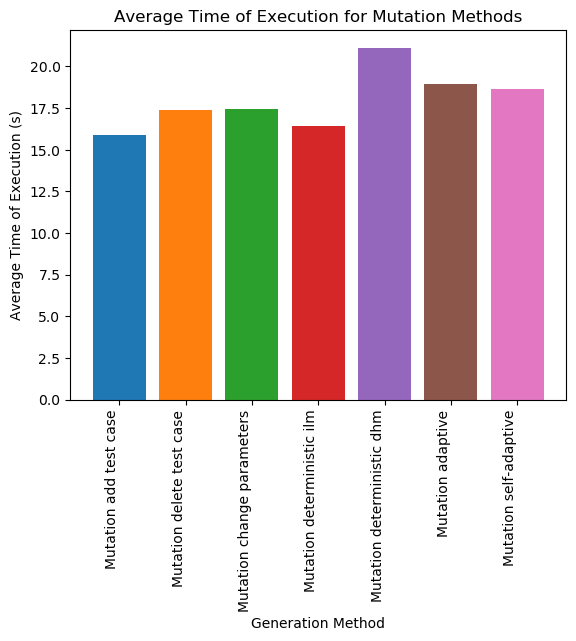 Average Time of Execution for Mutation Methods
Average Time of Execution (s)
20.0
17.5
15.0
12.5
10.0
7.5
5.0
2.5
0.0
Mutation add test case
Mutation delete test case
Mutation change parameters
Mutation deterministic ilm
Mutation deterministic dhm
Mutation adaptive
Mutation self-adaptive
Generation Method